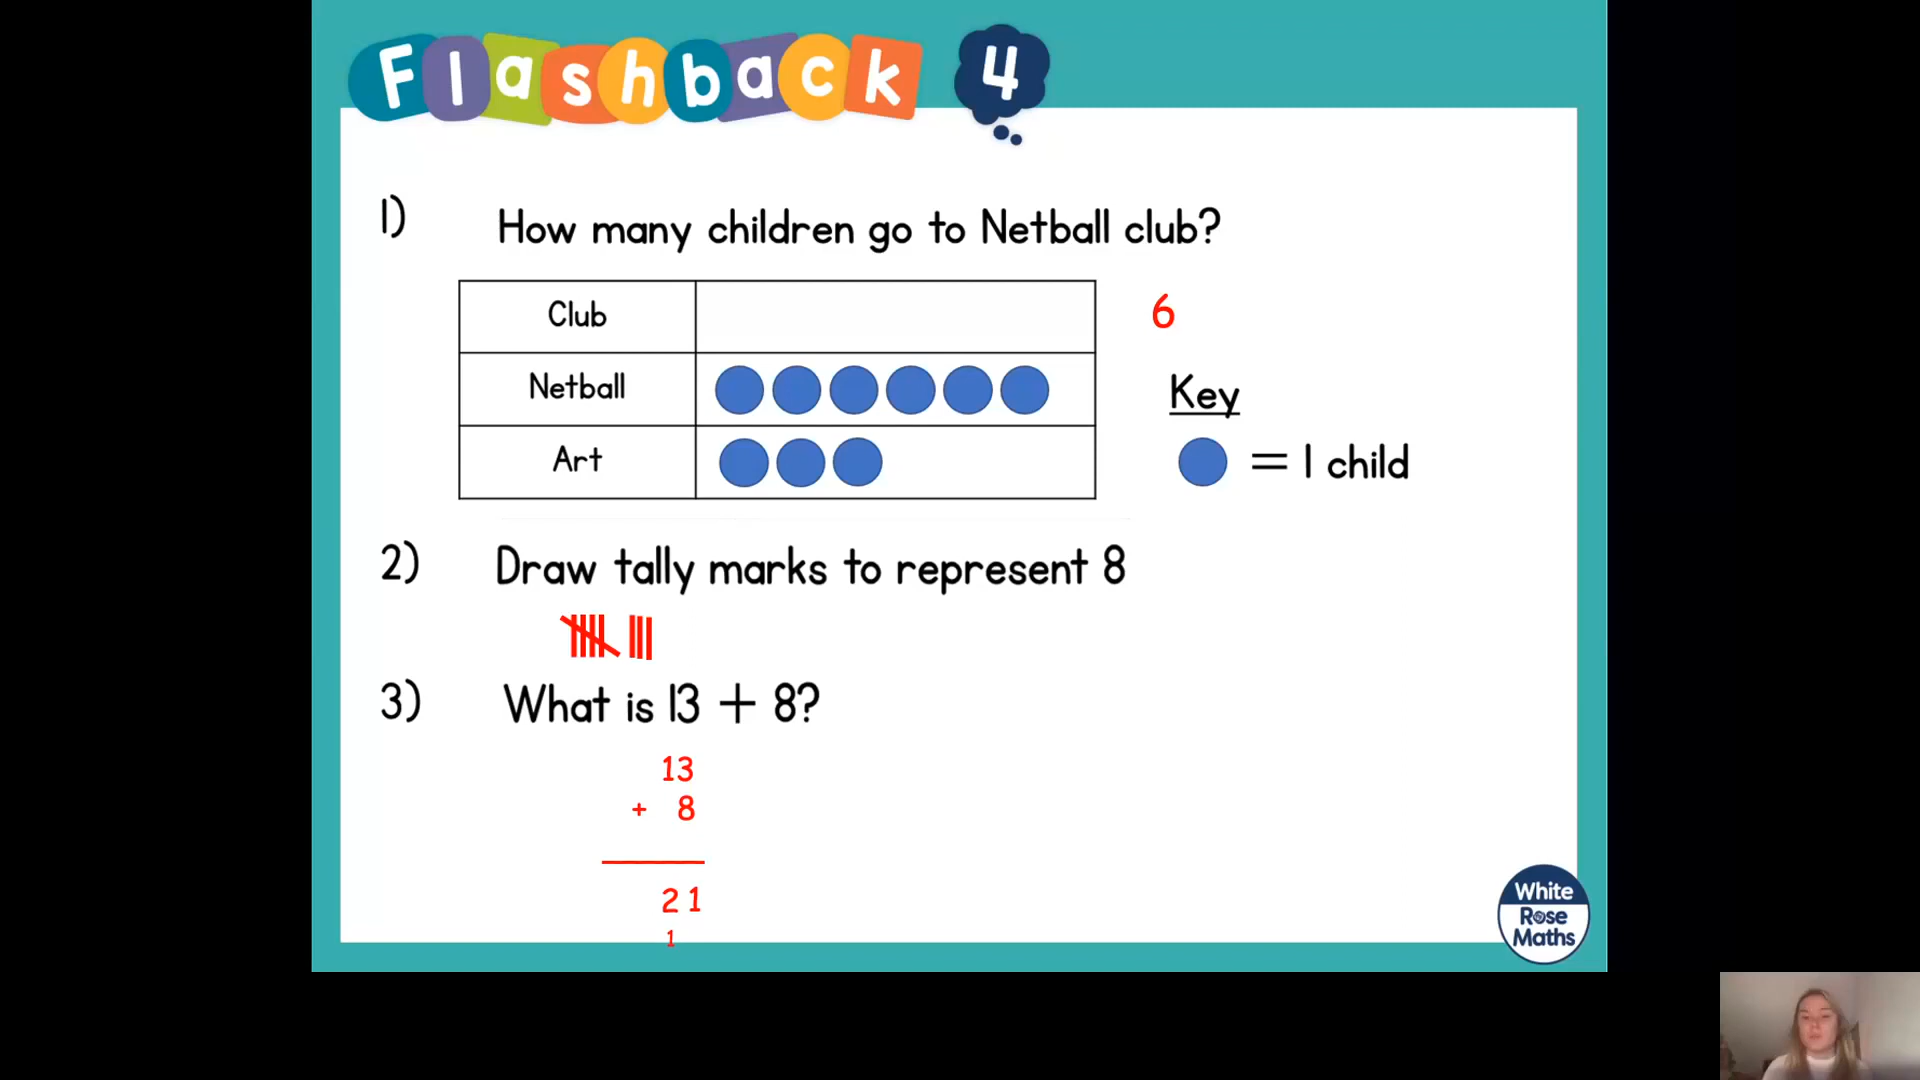 Flashback 4
1) How many children go to Netball club?
Club
6
Netball
Key
= 1 child
Art
2) Draw tally marks to represent 8
3) What is 13 + 8?
13
+ 8
21
1
White
Rose
Maths